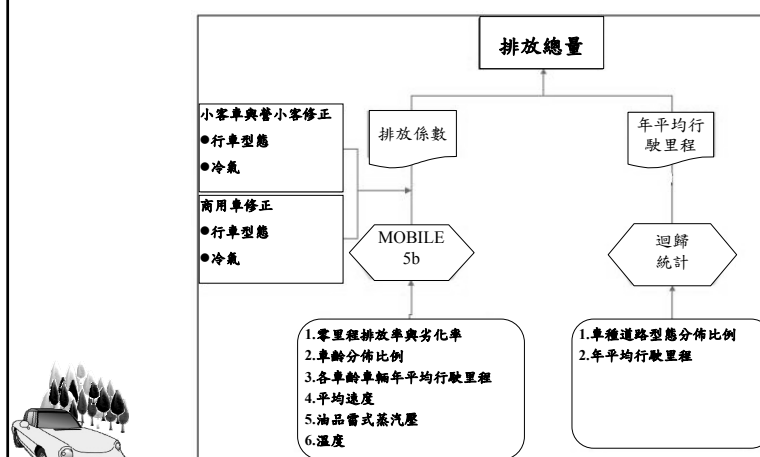 排放總量
小客車與營小客修正
●行車型態
●冷氣
商用車修正
●行車型態
●冷氣
排放係數
年平均行
駛里程
MOBILE
5b
迴歸
統計
1.零里程排放率與劣化率
2.車齡分佈比例
3.各車齡車輛年平均行駛里程
4.平均速度
5.油品雷式蒸汽壓
6.溫度
1.車種道路型態分佈比例
2.年平均行駛里程